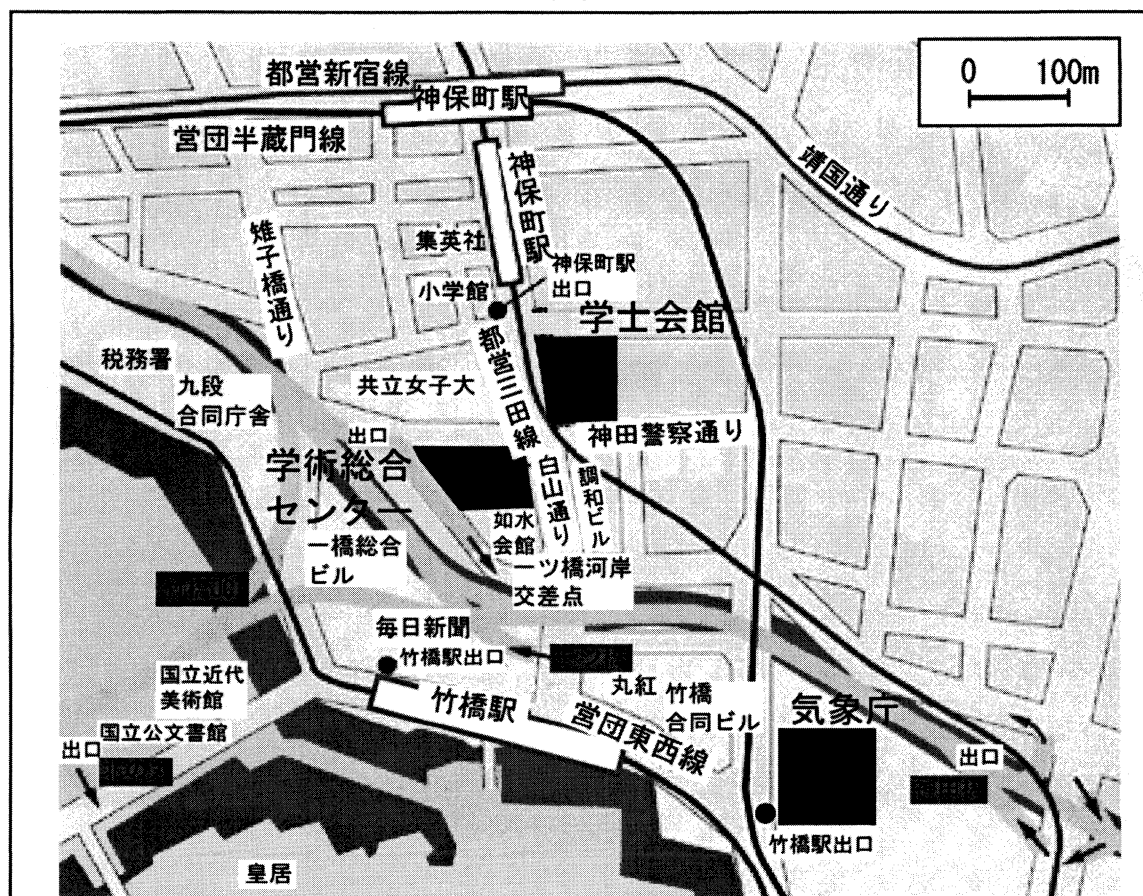 0 100m
都営新宿線
神保町駅
営団半蔵門線
神保町駅
靖国通り
雉子橋通り
集英社
神保町駅
出口
小学館
学士会館
都営三田線
税務署
九段
合同庁舎
共立女子大
神田警察通り
出口
学術総合
センター
白山通り
調和ビル
如水
会館
一橋総合
ビル
一ツ橋河岸
交差点
毎日新聞
竹橋駅出口
国立近代
美術館
丸紅
竹橋
合同ビル
竹橋駅
営団東西線
気象庁
国立公文書館
出口
出口
竹橋駅出口
皇居